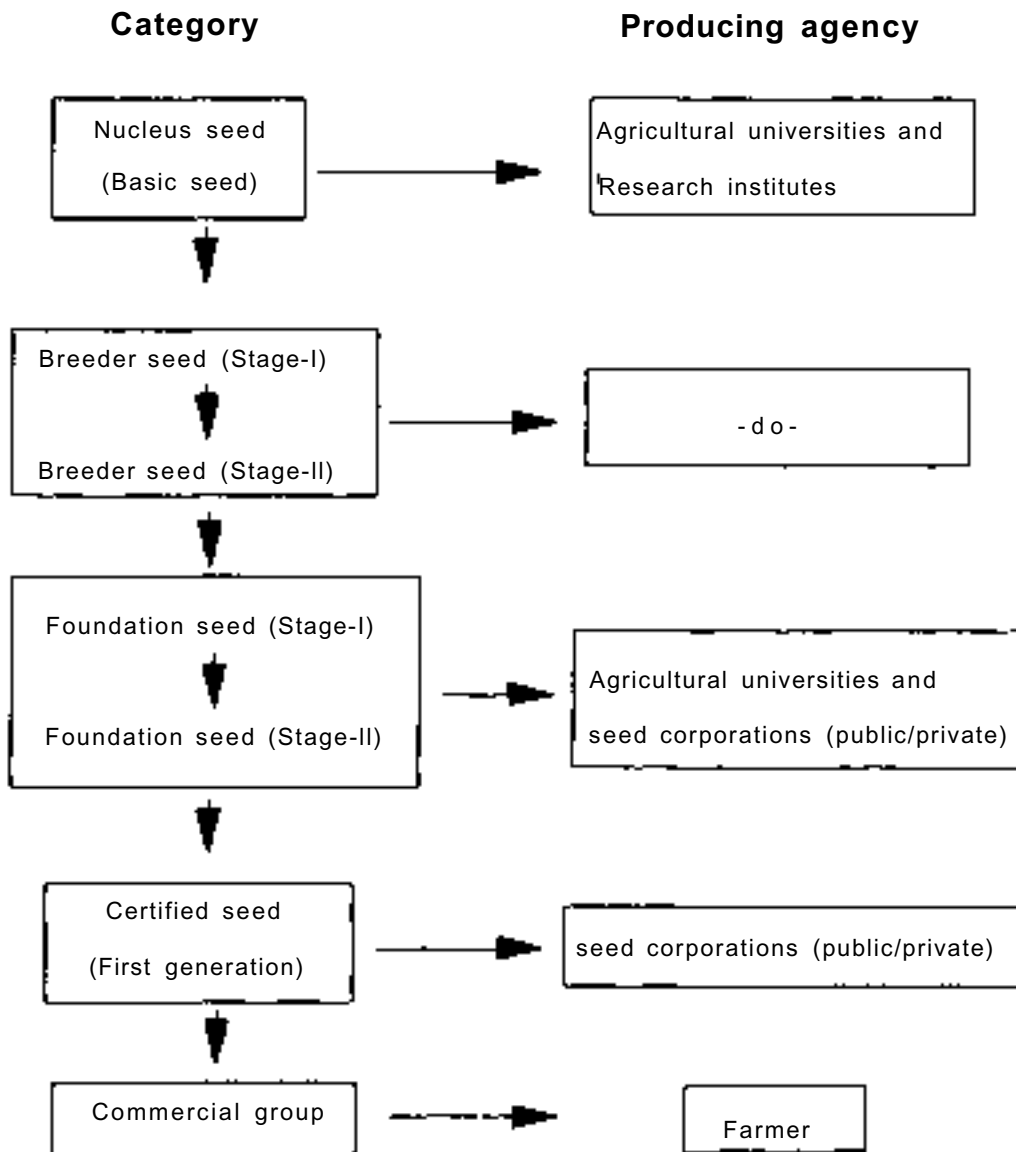 Category
Producing agency
Nucleus seed
(Basic seed)
Agricultural universities and
Research institutes
Breeder seed (Stage-I)
Breeder seed (Stage-II)
-do-
Foundation seed (Stage-I)
Foundation seed (Stage-II)
Agricultural universities and
seed corporations (public/private)
Certified seed
(First generation)
seed corporations (public/private)
Commercial group
Farmer